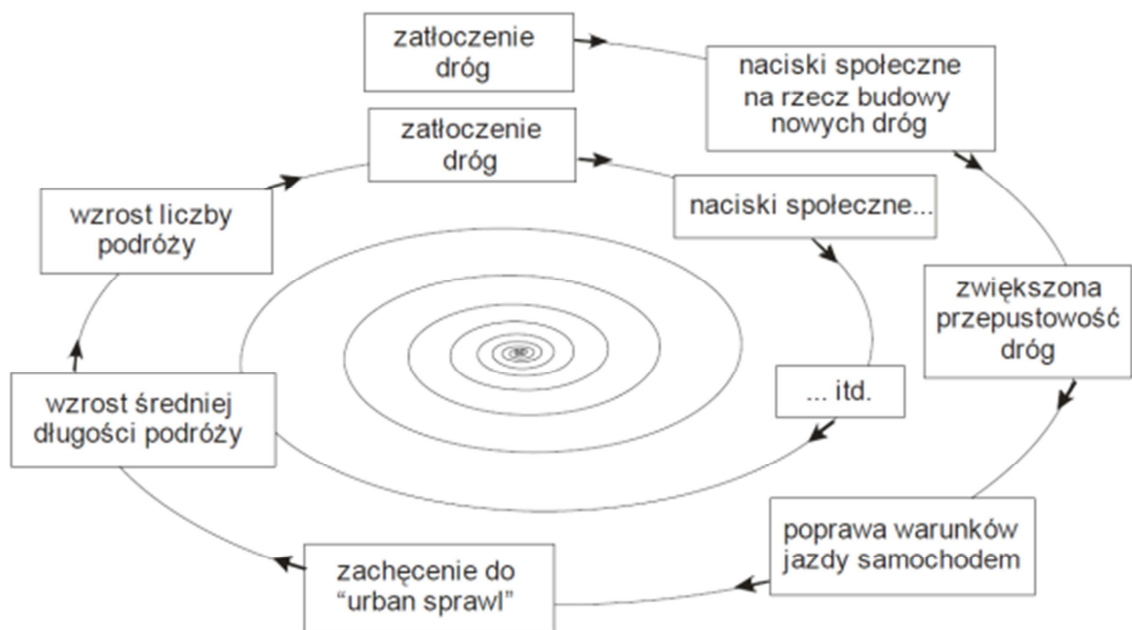 zatłoczenie
dróg
naciski społeczne
na rzecz budowy
nowych dróg
zwiększona
przepustowość
dróg
poprawa warunków
jazdy samochodem
zachęcenie do
“urban sprawl”
wzrost średniej
długości podróży
wzrost liczby
podróży
zatłoczenie
dróg
naciski społeczne...
... itd.